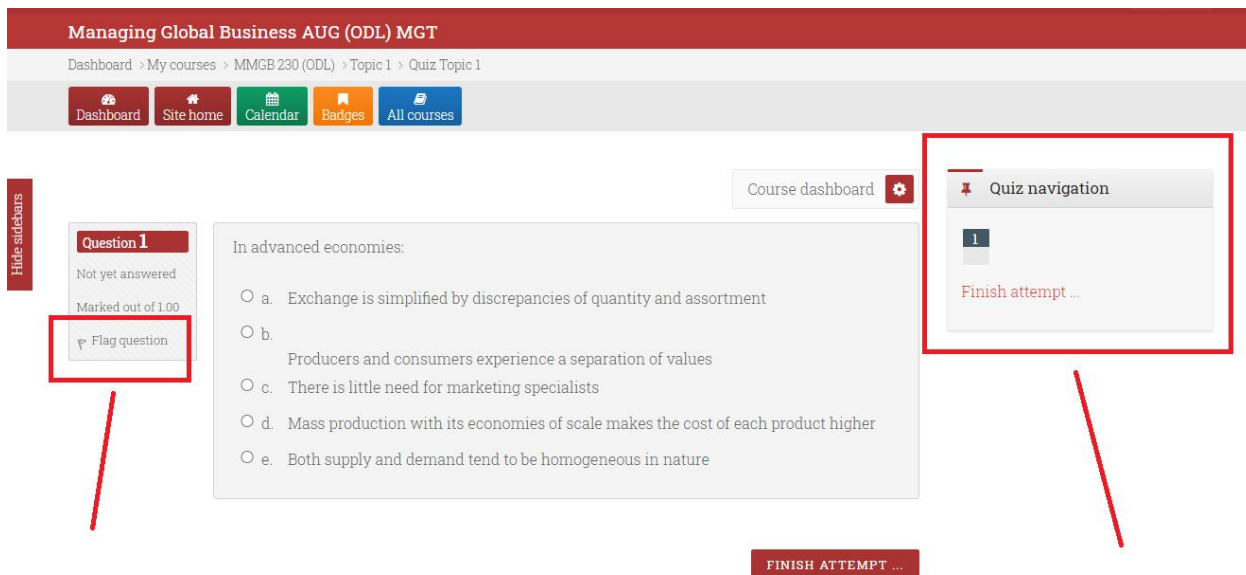 Managing Global Business AUG (ODL) MGT
Dashboard > My courses > MMGB 230 (ODL) > Topic 1 > Quiz Topic 1
Dashboard
Site home
Calendar
Badges
All courses
Hide sidebars
Course dashboard
Question 1
Not yet answered
Marked out of 1.00
Flag question
In advanced economies:
a. Exchange is simplified by discrepancies of quantity and assortment
b.
Producers and consumers experience a separation of values
c. There is little need for marketing specialists
d. Mass production with its economies of scale makes the cost of each product higher
e. Both supply and demand tend to be homogeneous in nature
FINISH ATTEMPT ...
Quiz navigation
1
Finish attempt ...